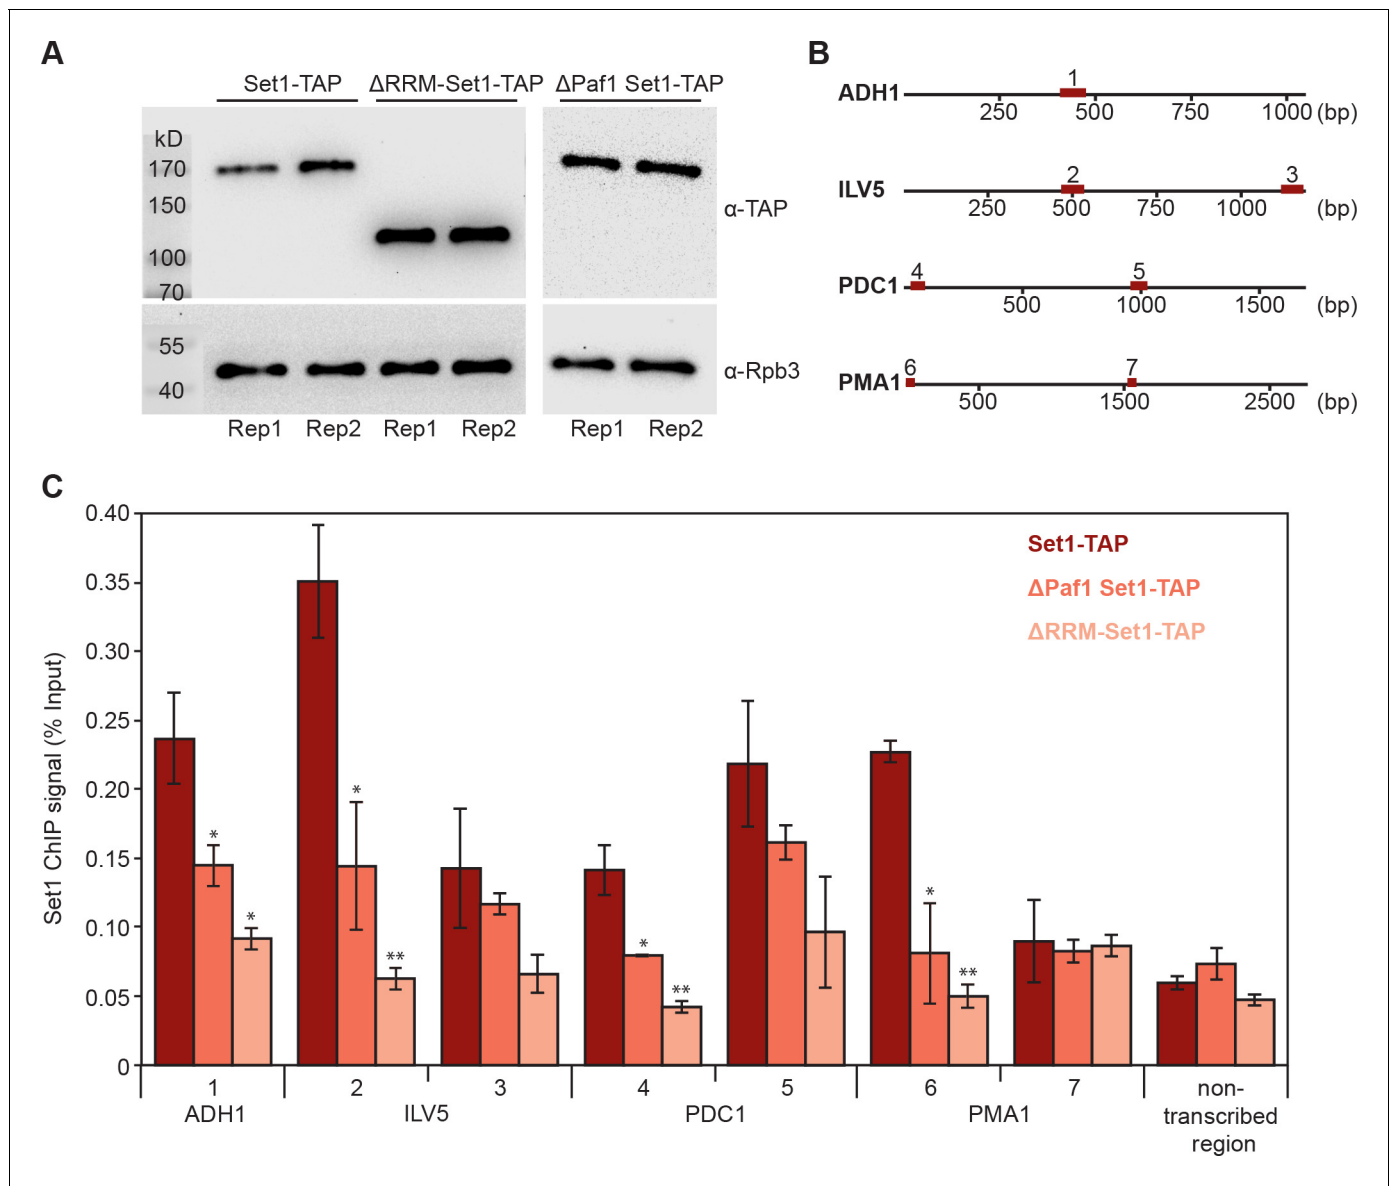 A
Set1-TAP ΔRRM-Set1-TAP ΔPaf1 Set1-TAP
kD
170
150
100
70
α-TAP
55
40
α-Rpb3
Rep1 Rep2 Rep1 Rep2 Rep1 Rep2
B
1
ADH1
250 500 750 1000 (bp)
2 3
ILV5
250 500 750 1000 (bp)
4 5
PDC1
500 1000 1500 (bp)
6 7
PMA1
500 1500 2500 (bp)
C
Set1 ChIP signal (% Input)
0.40
0.35
0.30
0.25
0.20
0.15
0.10
0.05
0
Set1-TAP
ΔPaf1 Set1-TAP
ΔRRM-Set1-TAP
* * * ** * ** * **
1 2 3 4 5 6 7 non-
ADH1 ILV5 PDC1 PMA1 transcribed
region